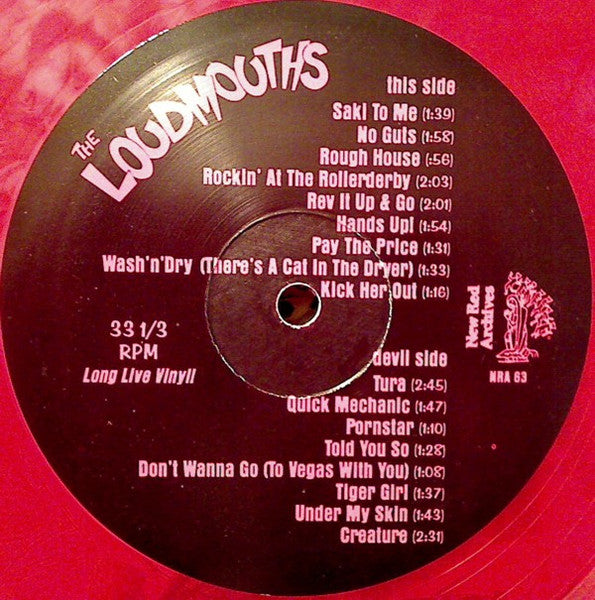 THE
LOUDMOUTHS
this side
Saki To Me (1:39)
No Guts (1:58)
Rough House (:56)
Rockin' At The Rollerderby (2:03)
Rev It Up & Go (2:01)
Hands Up! (1:54)
Pay The Price (1:31)
Wash'n'Dry (There's A Cat In The Dryer) (1:33)
Kick Her Out (1:16)
33 1/3
RPM
Long Live Vinyl!
New Red
Archives
NRA 63
devil side
Tura (2:45)
Quick Mechanic (1:47)
Pornstar (1:10)
Told You So (1:28)
Don't Wanna Go (To Vegas With You) (1:08)
Tiger Girl (1:37)
Under My Skin (1:43)
Creature (2:31)